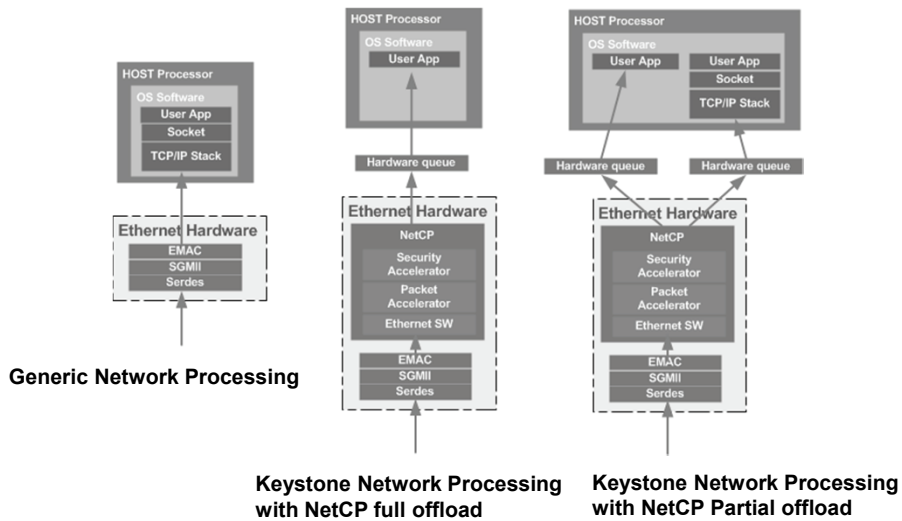 HOST Processor
OS Software
User App
Socket
TCP/IP Stack
Ethernet Hardware
EMAC
SGMII
Serdes
Generic Network Processing
HOST Processor
OS Software
User App
Hardware queue
Ethernet Hardware
NetCP
Security
Accelerator
Packet
Accelerator
Ethernet SW
EMAC
SGMII
Serdes
Keystone Network Processing
with NetCP full offload
HOST Processor
OS Software
User App
User App
Socket
TCP/IP Stack
Hardware queue
Hardware queue
Ethernet Hardware
NetCP
Security
Accelerator
Packet
Accelerator
Ethernet SW
EMAC
SGMII
Serdes
Keystone Network Processing
with NetCP Partial offload